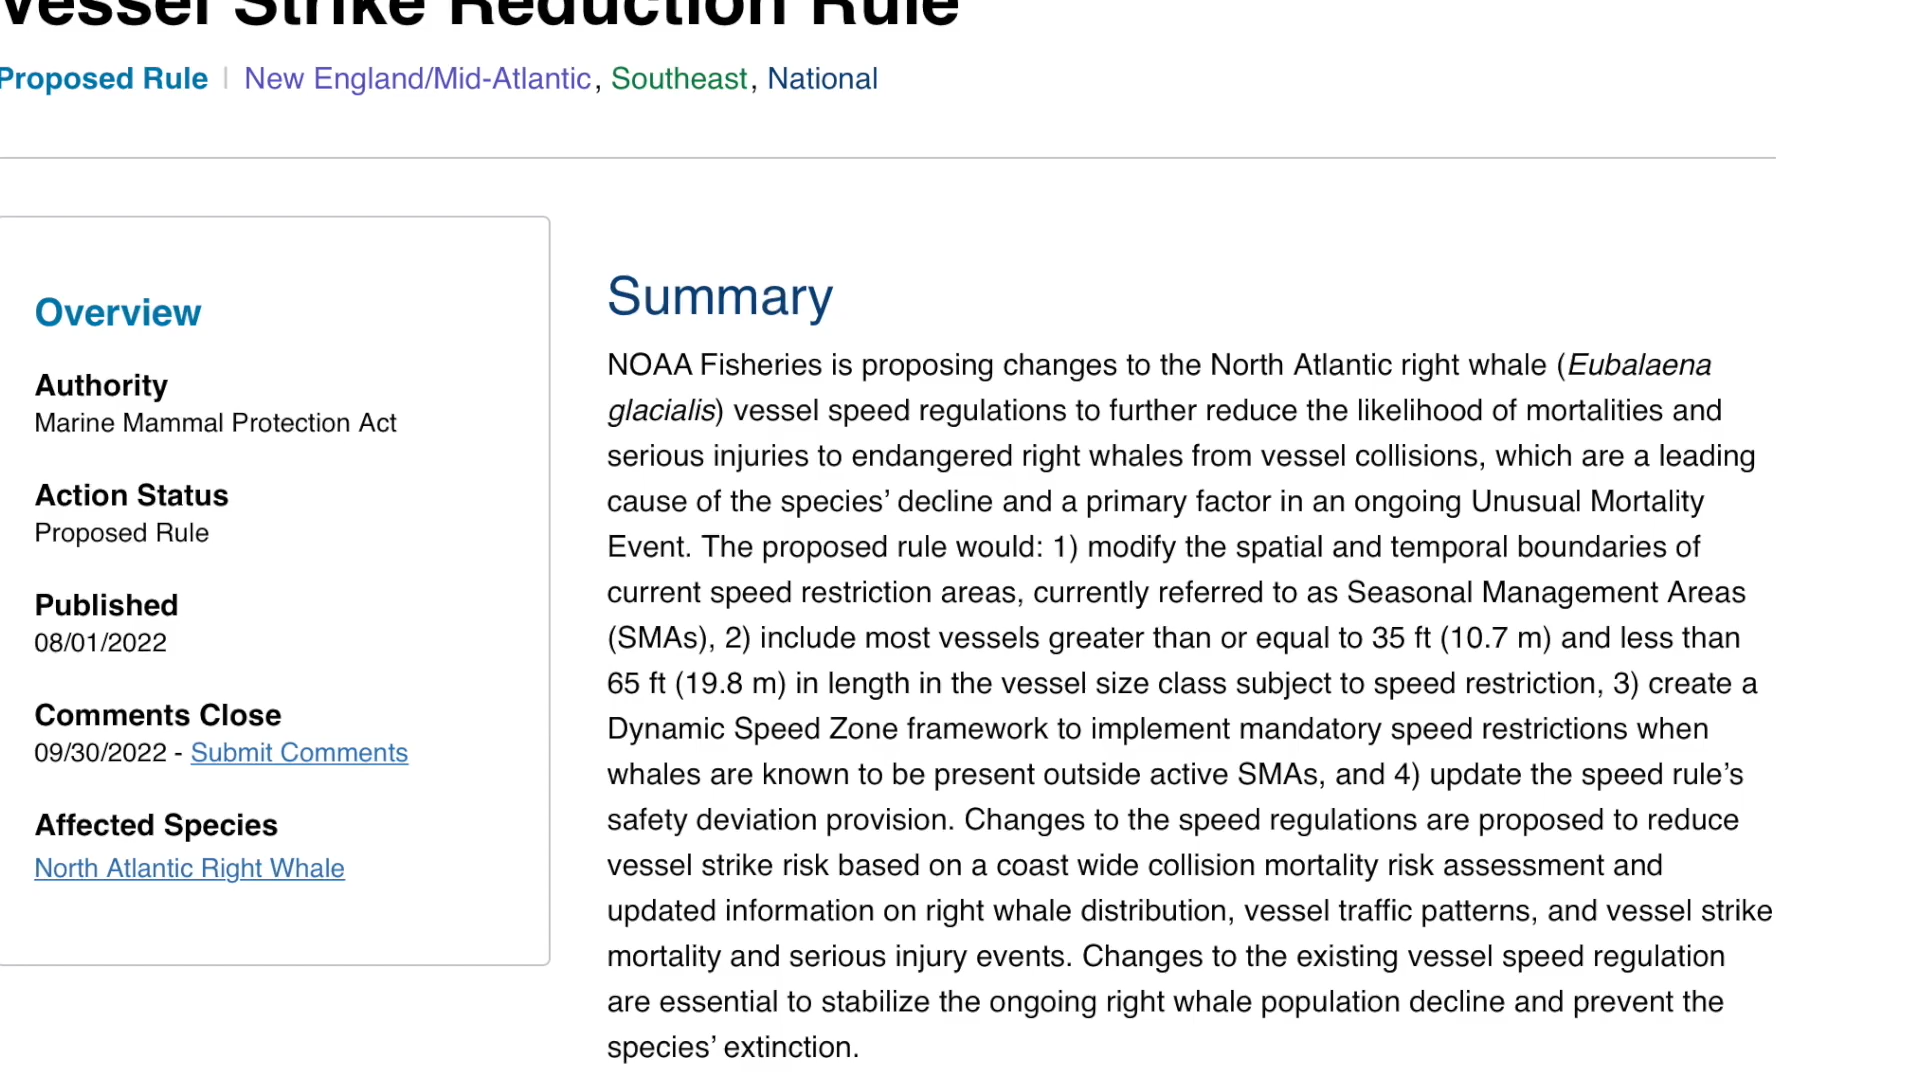 Vessel Strike Reduction Rule
Proposed Rule | New England/Mid-Atlantic, Southeast, National
Overview
Authority
Marine Mammal Protection Act
Action Status
Proposed Rule
Published
08/01/2022
Comments Close
09/30/2022 - Submit Comments
Affected Species
North Atlantic Right Whale
Summary
NOAA Fisheries is proposing changes to the North Atlantic right whale (Eubalaena
glacialis) vessel speed regulations to further reduce the likelihood of mortalities and
serious injuries to endangered right whales from vessel collisions, which are a leading
cause of the species’ decline and a primary factor in an ongoing Unusual Mortality
Event. The proposed rule would: 1) modify the spatial and temporal boundaries of
current speed restriction areas, currently referred to as Seasonal Management Areas
(SMAs), 2) include most vessels greater than or equal to 35 ft (10.7 m) and less than
65 ft (19.8 m) in length in the vessel size class subject to speed restriction, 3) create a
Dynamic Speed Zone framework to implement mandatory speed restrictions when
whales are known to be present outside active SMAs, and 4) update the speed rule’s
safety deviation provision. Changes to the speed regulations are proposed to reduce
vessel strike risk based on a coast wide collision mortality risk assessment and
updated information on right whale distribution, vessel traffic patterns, and vessel strike
mortality and serious injury events. Changes to the existing vessel speed regulation
are essential to stabilize the ongoing right whale population decline and prevent the
species’ extinction.